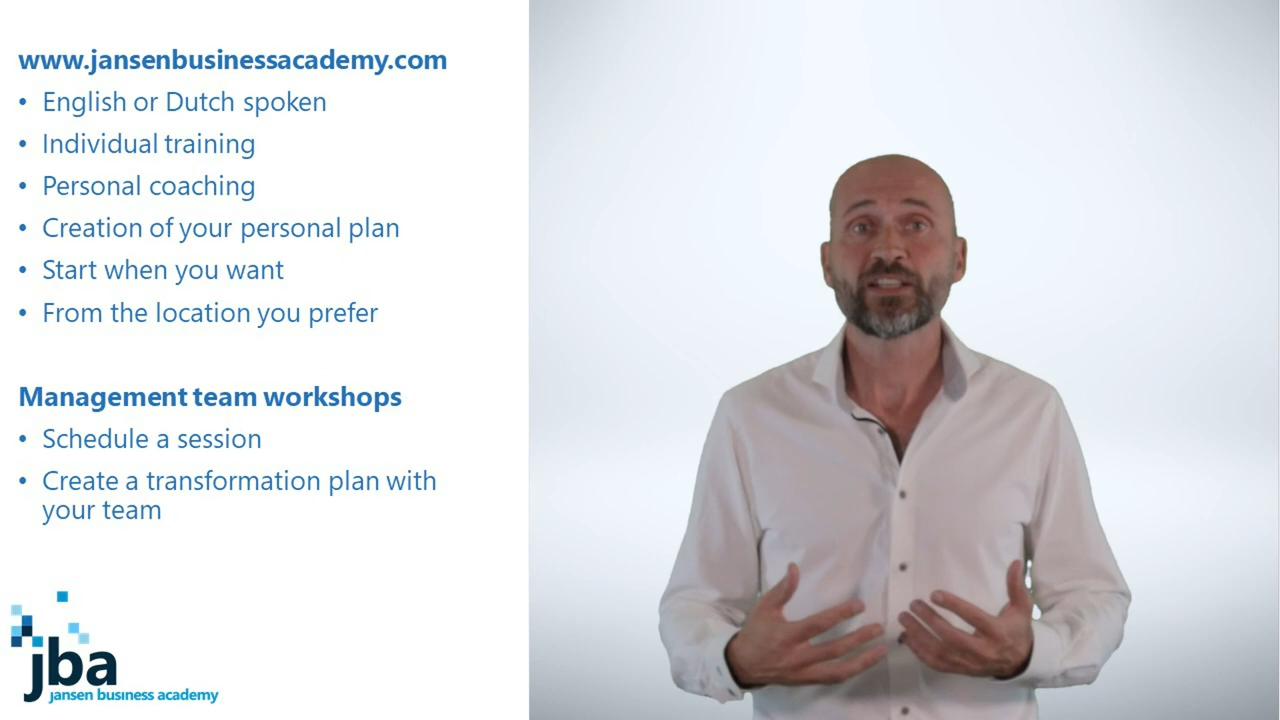 www.jansenbusinessacademy.com
• English or Dutch spoken
• Individual training
• Personal coaching
• Creation of your personal plan
• Start when you want
• From the location you prefer
Management team workshops
• Schedule a session
• Create a transformation plan with
your team
jba
jansen business academy